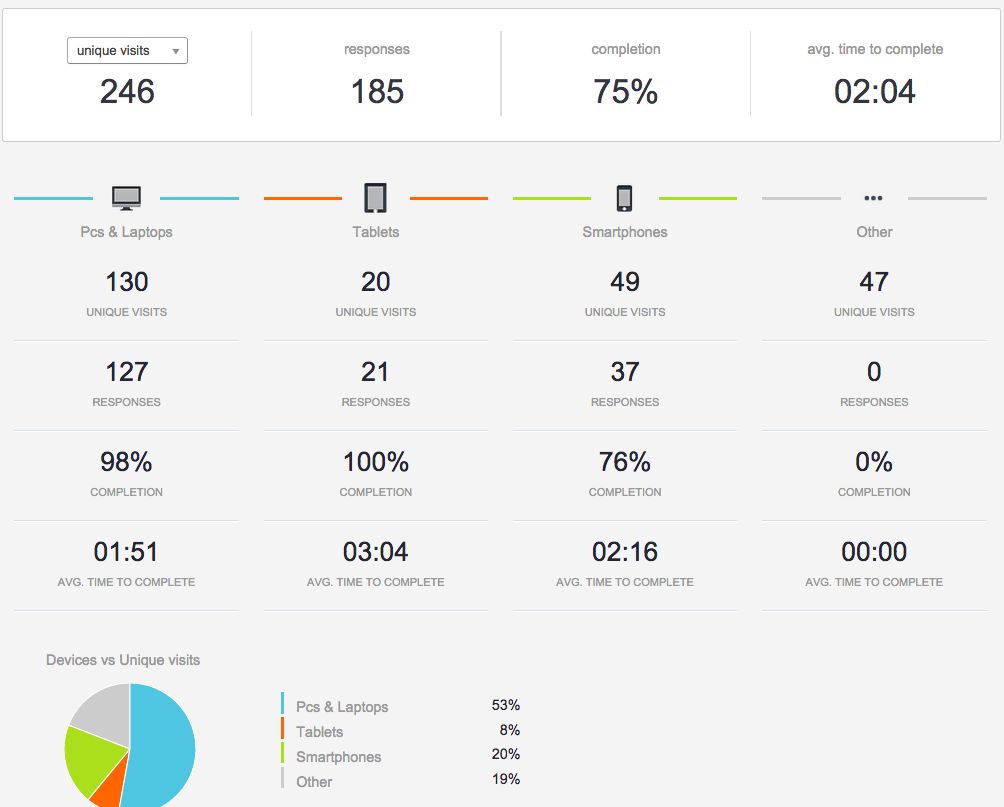 unique visits responses completion avg. time to complete
246 185 75% 02:04
Pcs & Laptops Tablets Smartphones Other
130 20 49 47
UNIQUE VISITS UNIQUE VISITS UNIQUE VISITS UNIQUE VISITS
127 21 37 0
RESPONSES RESPONSES RESPONSES RESPONSES
98% 100% 76% 0%
COMPLETION COMPLETION COMPLETION COMPLETION
01:51 03:04 02:16 00:00
AVG. TIME TO COMPLETE AVG. TIME TO COMPLETE AVG. TIME TO COMPLETE AVG. TIME TO COMPLETE
Devices vs Unique visits
Pcs & Laptops 53%
Tablets 8%
Smartphones 20%
Other 19%